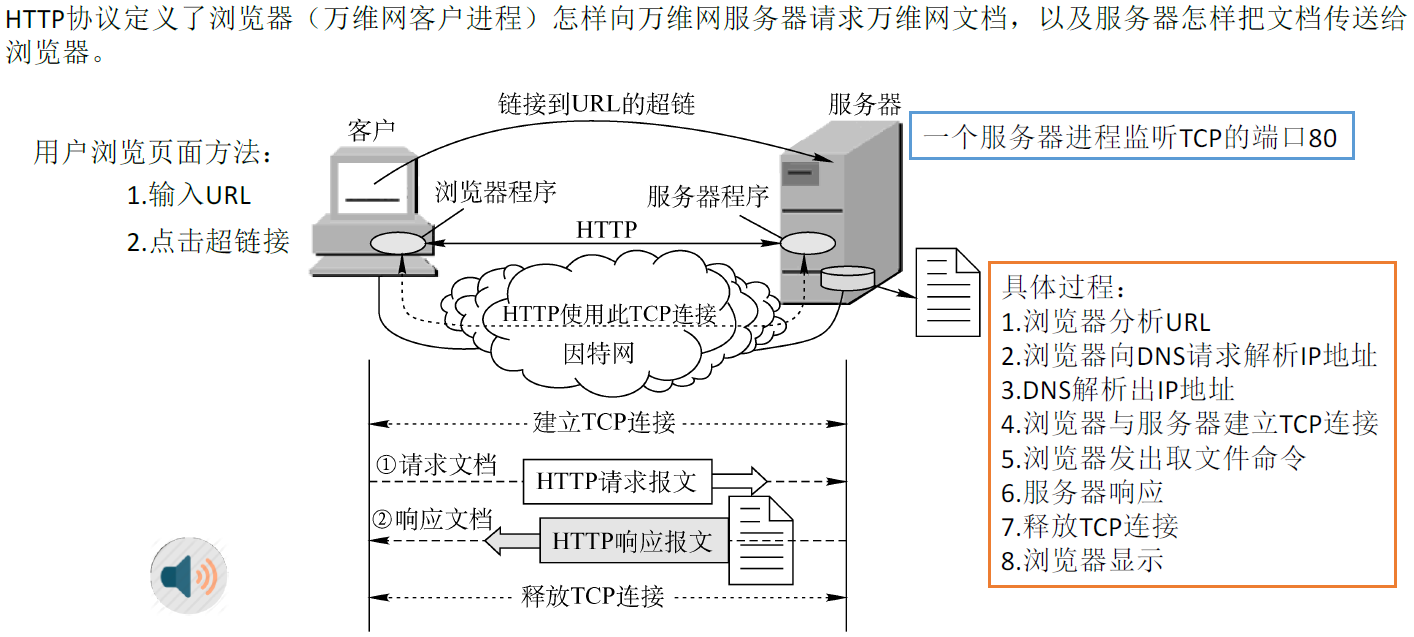 HTTP协议定义了浏览器（万维网客户进程）怎样向万维网服务器请求万维网文档，以及服务器怎样把文档传送给
浏览器。
链接到URL的超链
服务器
客户
一个服务器进程监听TCP的端口80
用户浏览页面方法：
1.输入URL
2.点击超链接
浏览器程序
服务器程序
HTTP
HTTP使用此TCP连接
因特网
具体过程：
1.浏览器分析URL
2.浏览器向DNS请求解析IP地址
3.DNS解析出IP地址
4.浏览器与服务器建立TCP连接
5.浏览器发出取文件命令
6.服务器响应
7.释放TCP连接
8.浏览器显示
建立TCP连接
①请求文档
HTTP请求报文
②响应文档
HTTP响应报文
释放TCP连接